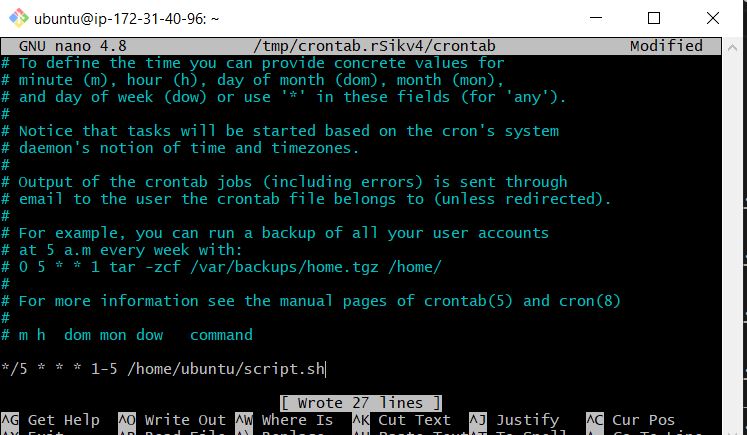 ubuntu@ip-172-31-40-96: ~
GNU nano 4.8 /tmp/crontab.rSikv4/crontab Modified
# To define the time you can provide concrete values for
# minute (m), hour (h), day of month (dom), month (mon),
# and day of week (dow) or use '*' in these fields (for 'any').
#
# Notice that tasks will be started based on the cron's system
# daemon's notion of time and timezones.
#
# Output of the crontab jobs (including errors) is sent through
# email to the user the crontab file belongs to (unless redirected).
#
# For example, you can run a backup of all your user accounts
# at 5 a.m every week with:
# 0 5 * * 1 tar -zcf /var/backups/home.tgz /home/
#
# For more information see the manual pages of crontab(5) and cron(8)
#
# m h  dom mon dow   command
*/5 * * * 1-5 /home/ubuntu/script.sh
[ Wrote 27 lines ]
^G Get Help ^O Write Out ^W Where Is ^K Cut Text ^J Justify ^C Cur Pos